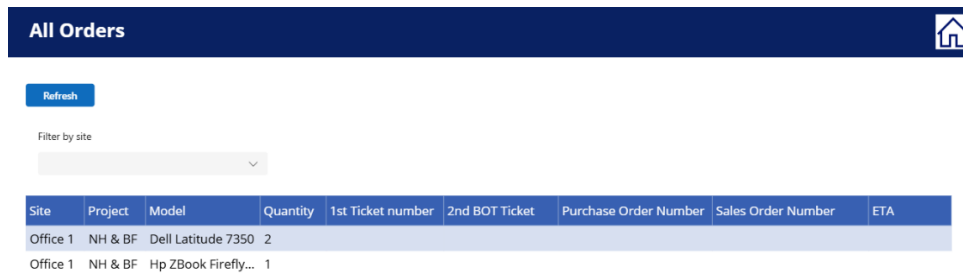 All Orders
Refresh
Filter by site
Site Project Model Quantity 1st Ticket number 2nd BOT Ticket Purchase Order Number Sales Order Number ETA
Office 1 NH & BF Dell Latitude 7350 2
Office 1 NH & BF Hp ZBook Firefly... 1